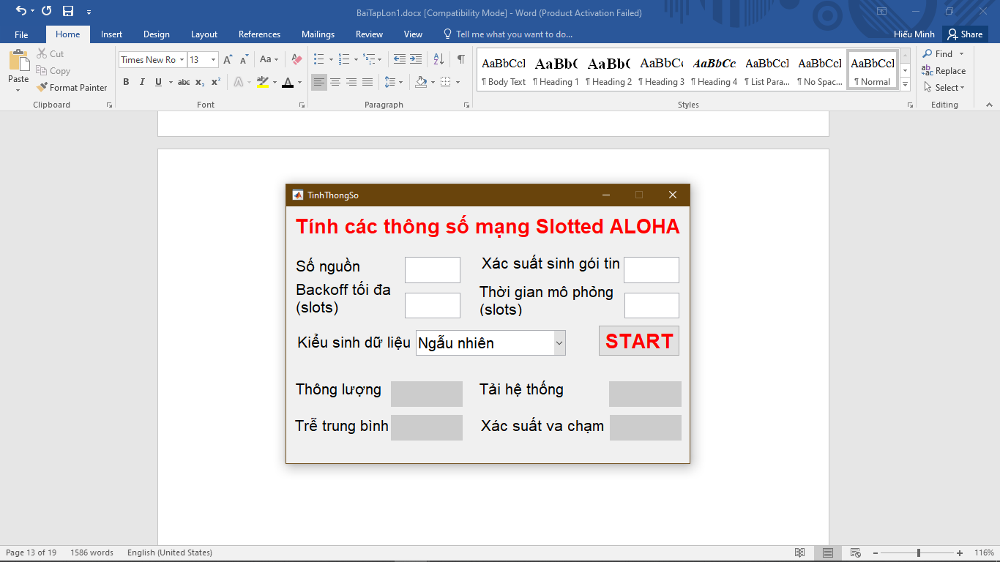 BaiTapLon1.docx [Compatibility Mode] - Word (Product Activation Failed)
File Home Insert Design Layout References Mailings Review View Tell me what you want to do... Hiếu Minh Share
Paste
Cut
Copy
Format Painter
Clipboard
Times New Ro 13
Font
Paragraph
AaBbCcI AaBbC AaBbC AaBbCc AaBbCc AaBbCcI AaBbCcI AaBbCcI
¶ Body Text ¶ Heading 1 ¶ Heading 2 ¶ Heading 3 ¶ Heading 4 ¶ List Para... ¶ No Spac... ¶ Normal
Styles
Find
Replace
Select
Editing
TinhThongSo
Tính các thông số mạng Slotted ALOHA
Số nguồn
Xác suất sinh gói tin
Backoff tối đa
(slots)
Thời gian mô phỏng
(slots)
Kiểu sinh dữ liệu Ngẫu nhiên START
Thông lượng Tải hệ thống
Trễ trung bình Xác suất va chạm
Page 13 of 19 1586 words English (United States) 116%